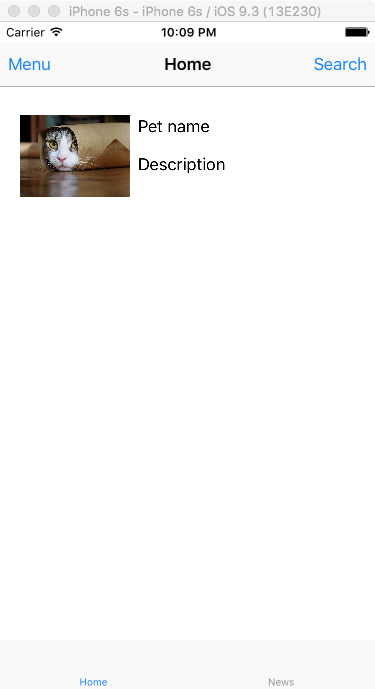 iPhone 6s - iPhone 6s / iOS 9.3 (13E230)
Carrier 10:09 PM
Menu Home Search
Pet name
Description
Home News